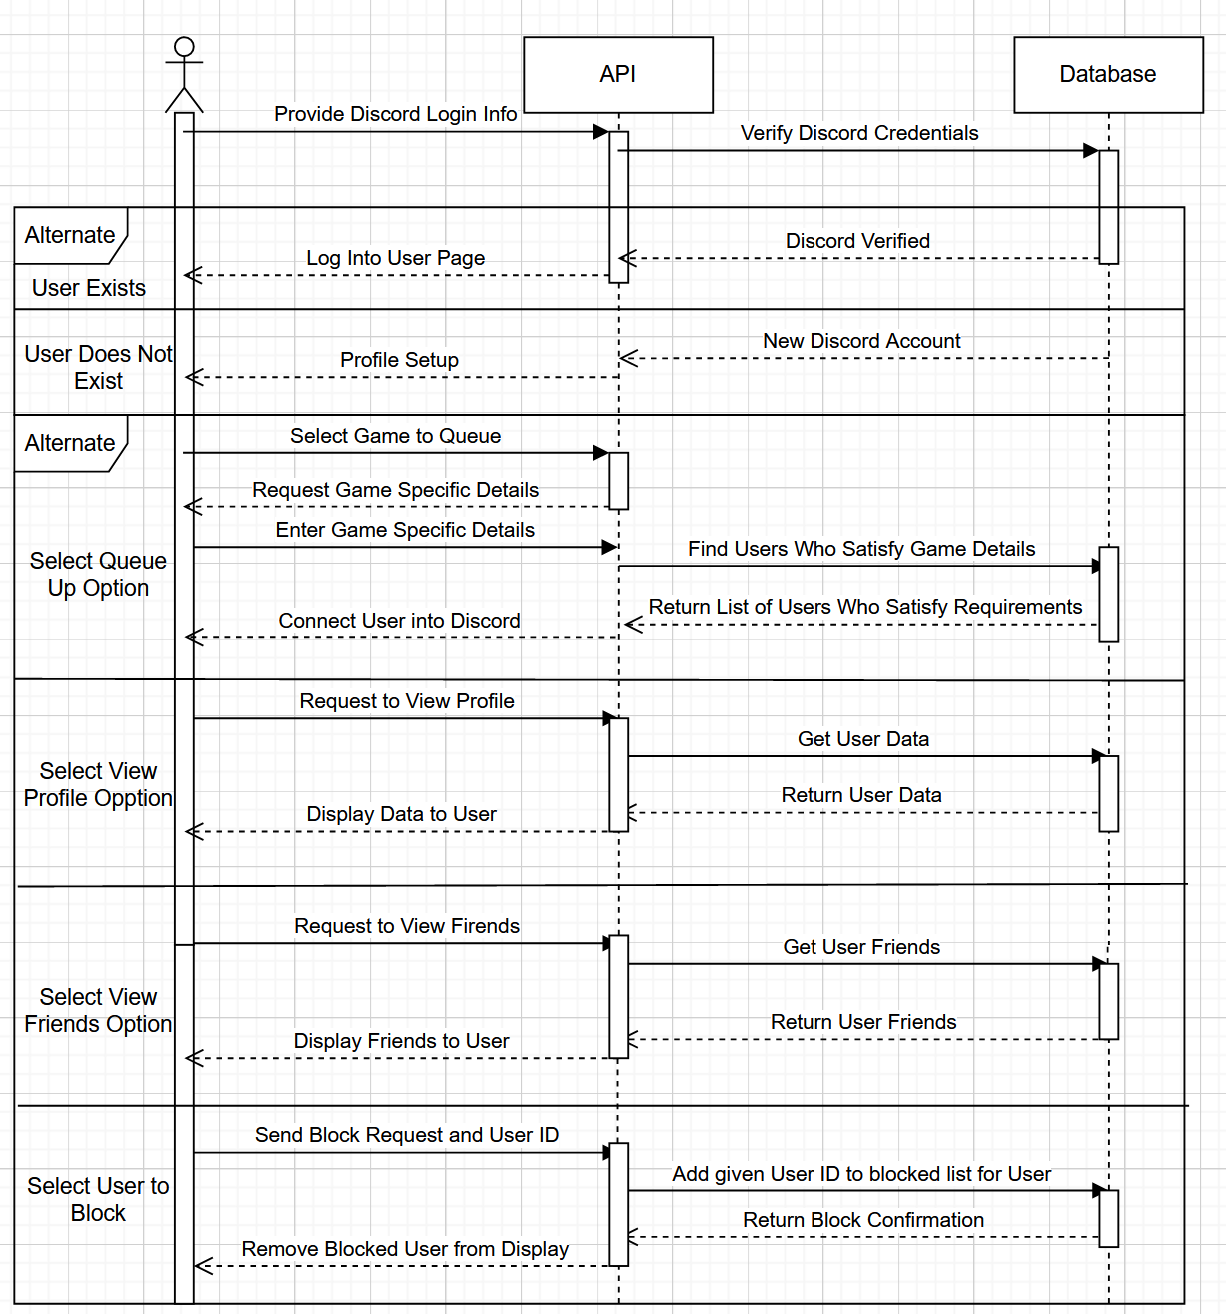 API
Database
Provide Discord Login Info
Verify Discord Credentials
Alternate
Discord Verified
Log Into User Page
User Exists
New Discord Account
User Does Not
Exist
Profile Setup
Alternate
Select Game to Queue
Request Game Specific Details
Enter Game Specific Details
Find Users Who Satisfy Game Details
Select Queue
Up Option
Return List of Users Who Satisfy Requirements
Connect User into Discord
Request to View Profile
Get User Data
Select View
Profile Opption
Return User Data
Display Data to User
Request to View Firends
Get User Friends
Select View
Friends Option
Return User Friends
Display Friends to User
Send Block Request and User ID
Add given User ID to blocked list for User
Select User to
Block
Return Block Confirmation
Remove Blocked User from Display